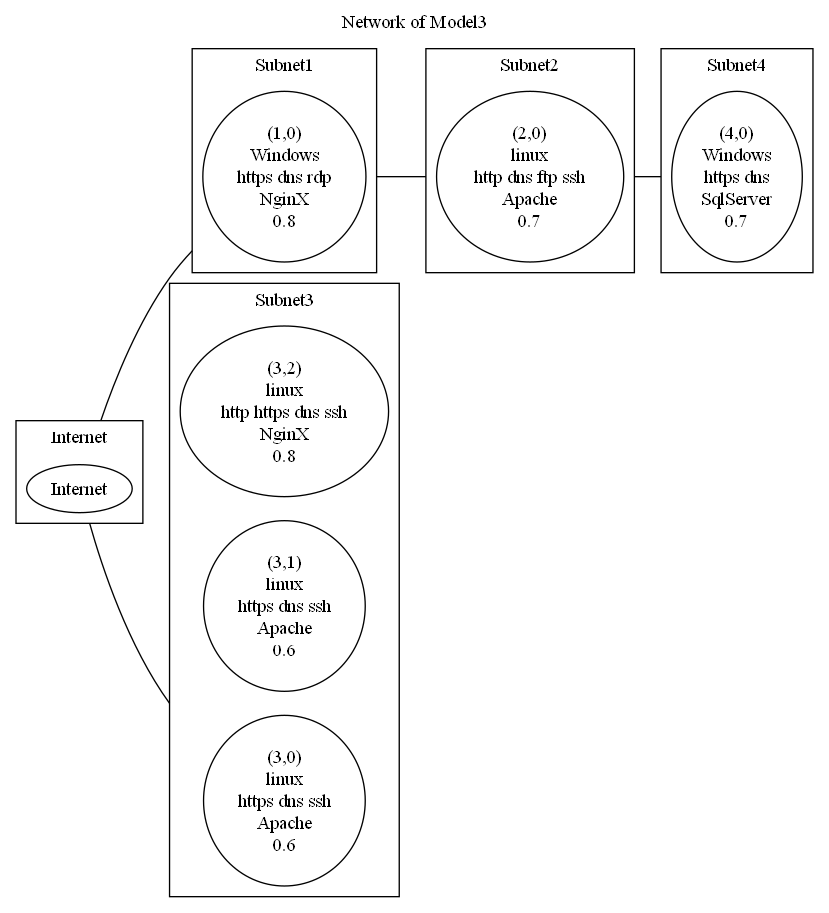 Network of Model3
Subnet1
(1,0)
Windows
https dns rdp
NginX
0.8
Subnet2
(2,0)
linux
http dns ftp ssh
Apache
0.7
Subnet4
(4,0)
Windows
https dns
SqlServer
0.7
Internet
Internet
Subnet3
(3,2)
linux
http https dns ssh
NginX
0.8
(3,1)
linux
https dns ssh
Apache
0.6
(3,0)
linux
https dns ssh
Apache
0.6